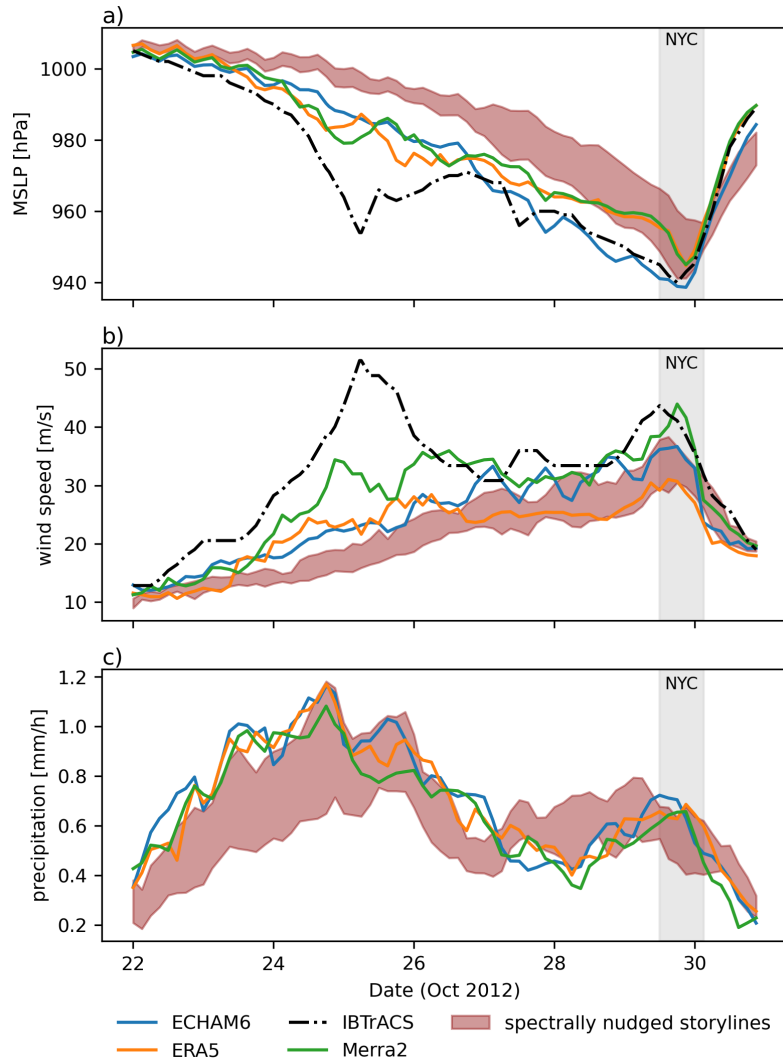 a)
NYC
1000
980
960
940
MSLP [hPa]
b)
NYC
50
40
30
20
10
wind speed [m/s]
c)
NYC
1.2
1.0
0.8
0.6
0.4
0.2
precipitation [mm/h]
22 24 26 28 30
Date (Oct 2012)
ECHAM6 IBTrACS spectrally nudged storylines
ERA5 Merra2